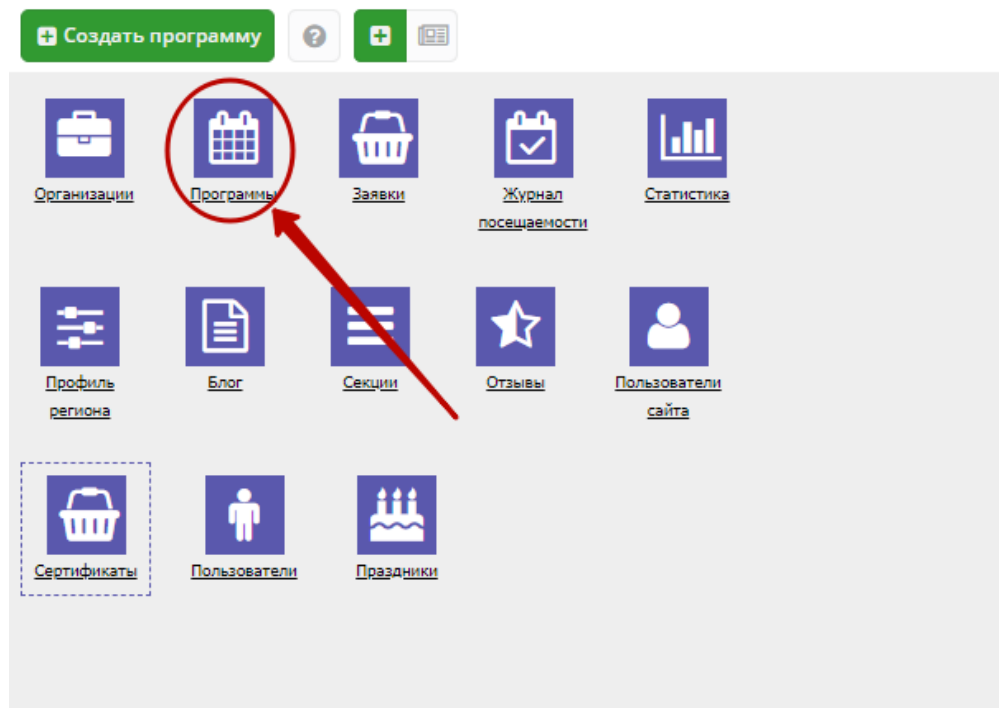 Создать программу
Организации
Программы
Заявки
Журнал
посещаемости
Статистика
Профиль
региона
Блог
Секции
Отзывы
Пользователи
сайта
Сертификаты
Пользователи
Праздники